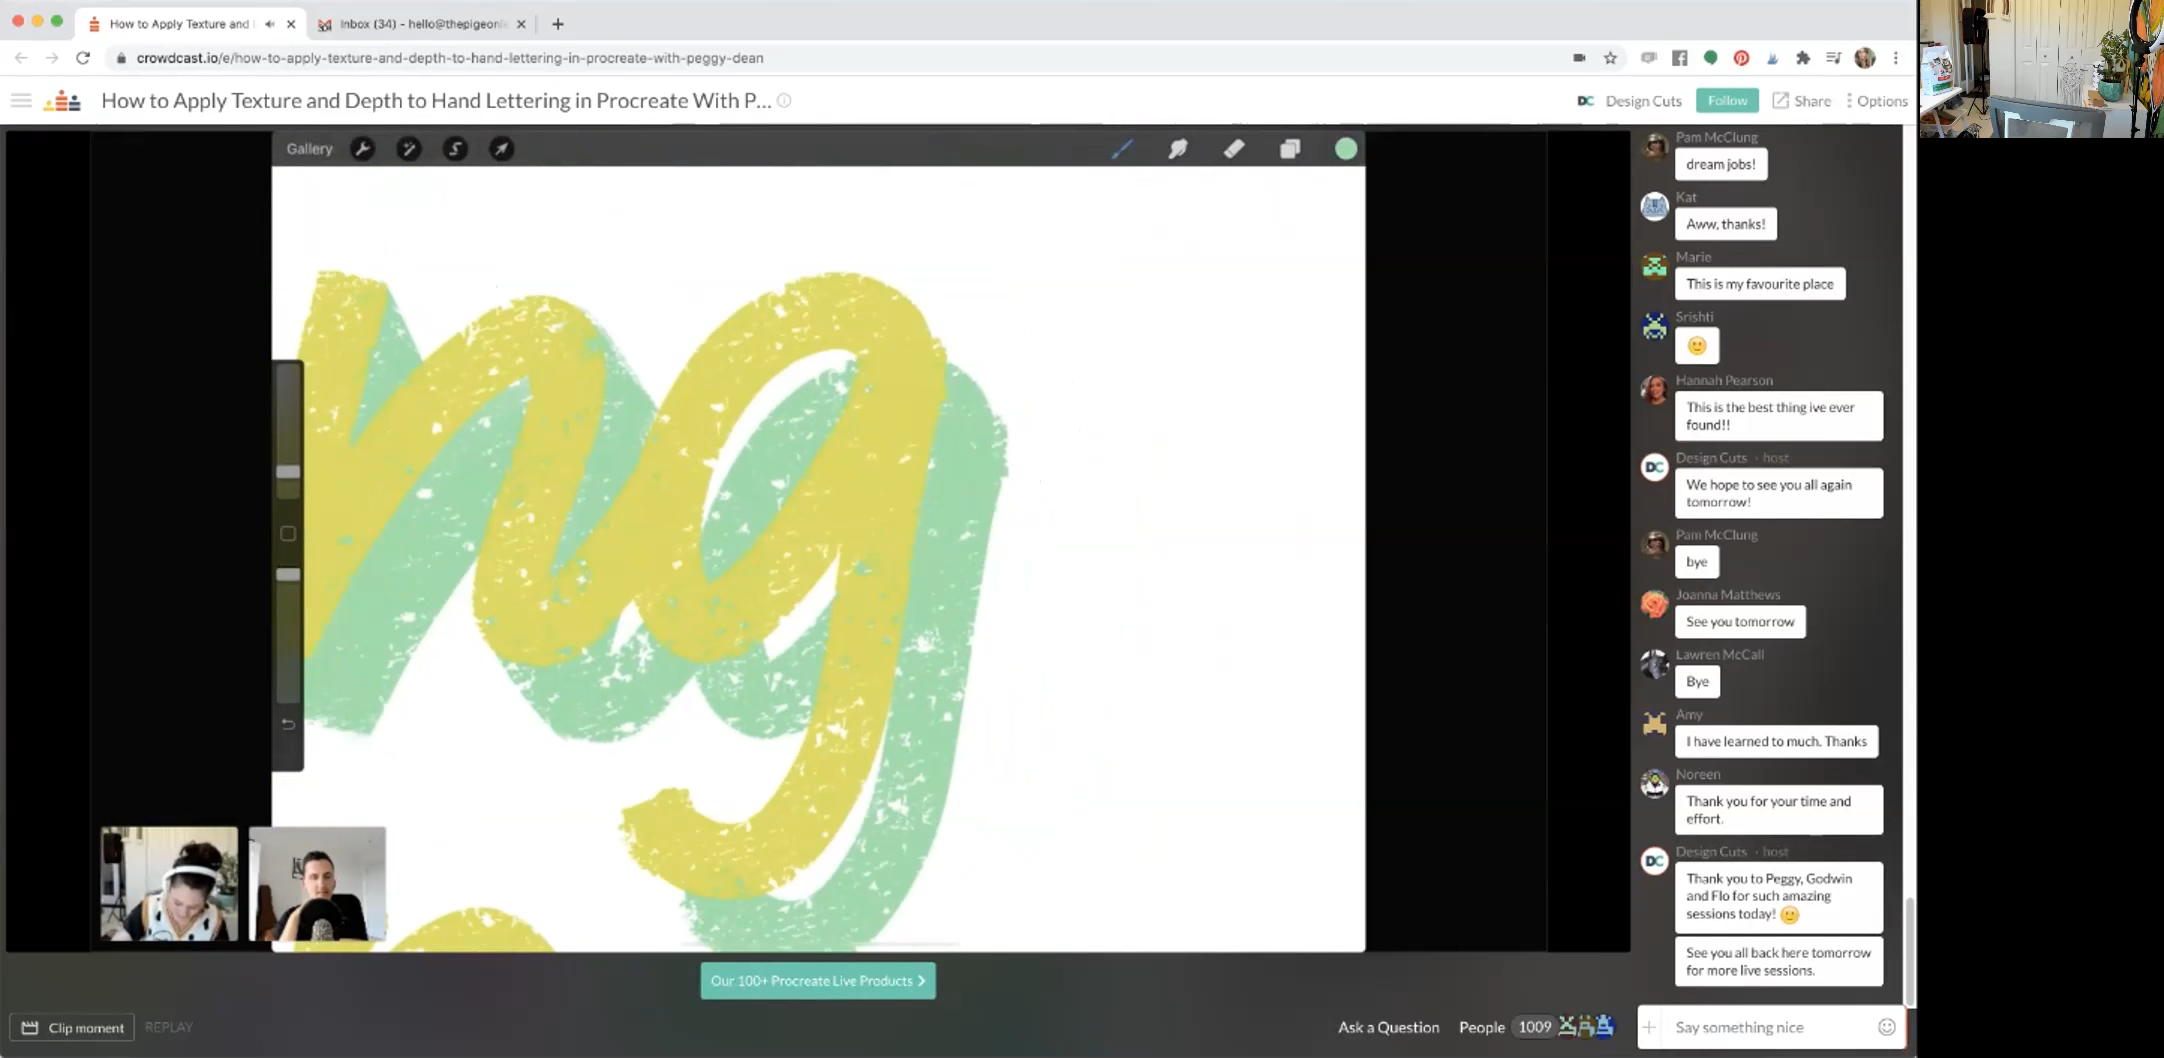 How to Apply Texture and
Inbox (34) - hello@thepigeonle
crowdcast.io/e/how-to-apply-texture-and-depth-to-hand-lettering-in-procreate-with-peggy-dean
How to Apply Texture and Depth to Hand Lettering in Procreate With P...
DC Design Cuts
Follow
Share
Options
Gallery
ng
Pam McClung
dream jobs!
Kat
Aww, thanks!
Marie
This is my favourite place
Srishti
Hannah Pearson
This is the best thing ive ever
found!!
Design Cuts · host
DC
We hope to see you all again
tomorrow!
Pam McClung
bye
Joanna Matthews
See you tomorrow
Lawren McCall
Bye
Amy
I have learned to much. Thanks
Noreen
Thank you for your time and
effort.
Design Cuts · host
DC
Thank you to Peggy, Godwin
and Flo for such amazing
sessions today! 🙂
See you all back here tomorrow
for more live sessions.
Our 100+ Procreate Live Products
Clip moment
REPLAY
Ask a Question
People 1009
Say something nice